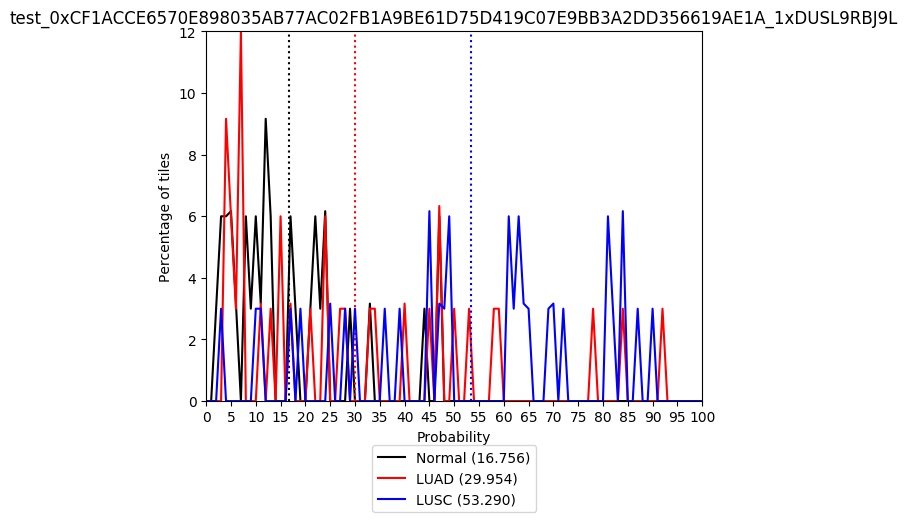 test_0xCF1ACCE6570E898035AB77AC02FB1A9BE61D75D419C07E9BB3A2DD356619AE1A_1xDUSL9RBJ9L
12
10
8
6
4
2
0
Percentage of tiles
0 5 10 15 20 25 30 35 40 45 50 55 60 65 70 75 80 85 90 95 100
Probability
Normal (16.756)
LUAD (29.954)
LUSC (53.290)